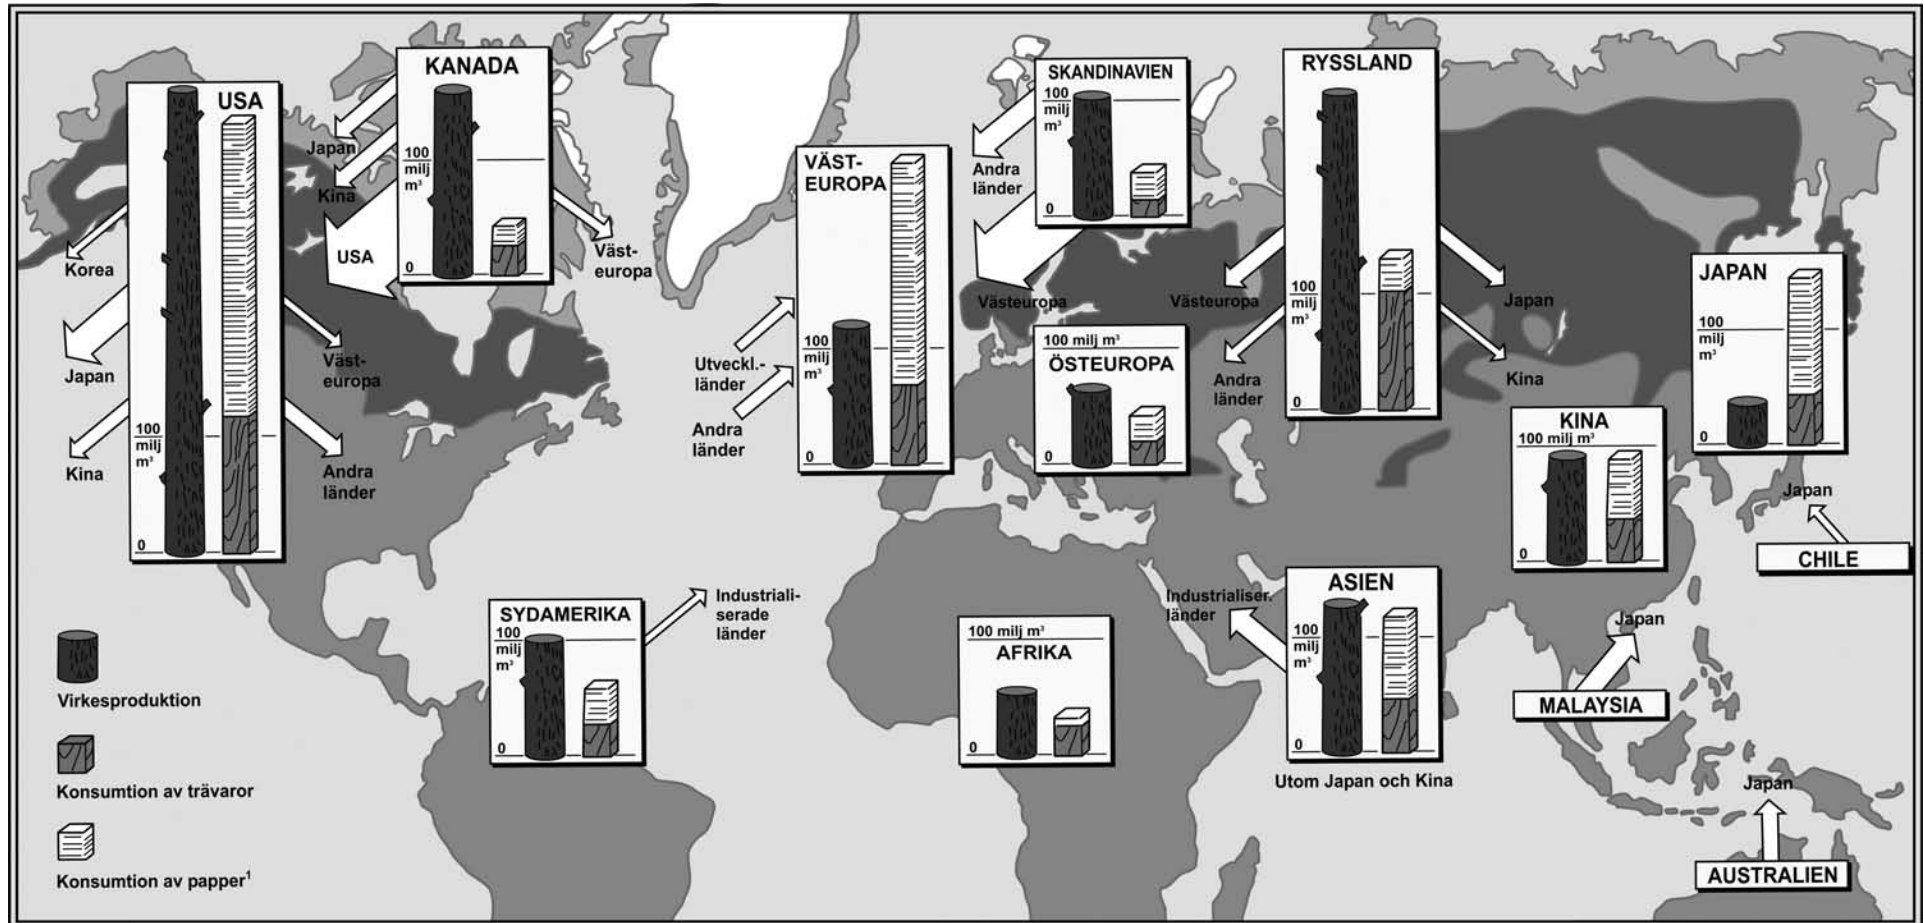 USA
100
milj
m³
0
KANADA
100
milj
m³
0
Japan
Kina
USA
Väst-
europa
Korea
Japan
Kina
Väst-
europa
Andra
länder
VÄST-
EUROPA
100
milj
m³
0
Utveckl.-
länder
Andra
länder
SKANDINAVIEN
100
milj
m³
0
Andra
länder
Västeuropa
ÖSTEUROPA
100 milj m³
0
RYSSLAND
100
milj
m³
0
Västeuropa
Andra
länder
Japan
Kina
JAPAN
100
milj
m³
0
KINA
100 milj m³
0
Japan
CHILE
SYDAMERIKA
100
milj
m³
0
Industriali-
serade
länder
100 milj m³
AFRIKA
0
Industrialiser.
länder
ASIEN
100
milj
m³
0
Utom Japan och Kina
Japan
MALAYSIA
Japan
AUSTRALIEN
Virkesproduktion
Konsumtion av trävaror
Konsumtion av papper¹